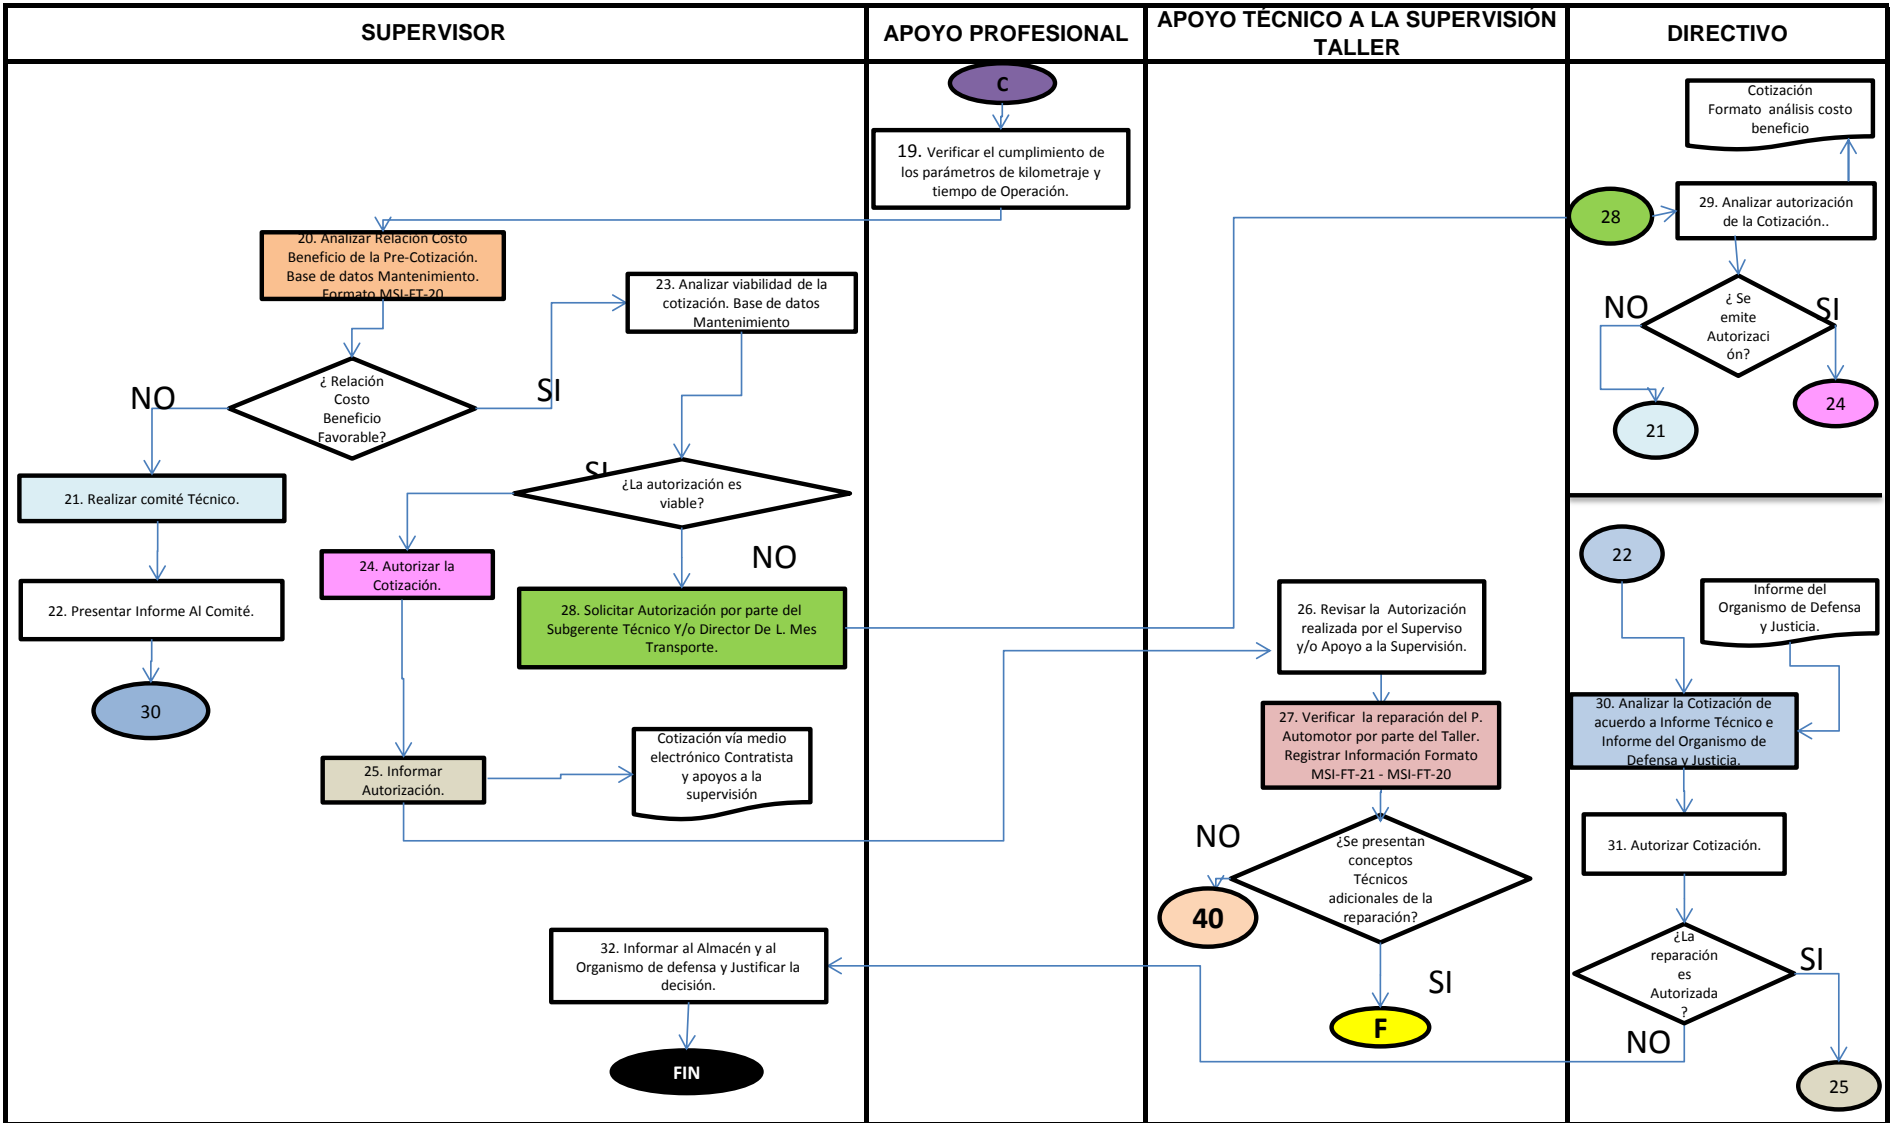 SUPERVISOR
APOYO PROFESIONAL
APOYO TÉCNICO A LA SUPERVISIÓN
TALLER
DIRECTIVO
C
19. Verificar el cumplimiento de
los parámetros de kilometraje y
tiempo de Operación.
20. Analizar Relación Costo
Beneficio de la Pre-Cotización.
Base de datos Mantenimiento.
Formato MSI-FT-20
23. Analizar viabilidad de la
cotización. Base de datos
Mantenimiento
¿ Relación
Costo
Beneficio
Favorable?
NO
SI
21. Realizar comité Técnico.
22. Presentar Informe Al Comité.
30
SI
¿La autorización es
viable?
NO
24. Autorizar la
Cotización.
28. Solicitar Autorización por parte del
Subgerente Técnico Y/o Director De L. Mes
Transporte.
25. Informar
Autorización.
Cotización vía medio
electrónico Contratista
y apoyos a la
supervisión
32. Informar al Almacén y al
Organismo de defensa y Justificar la
decisión.
FIN
26. Revisar la Autorización
realizada por el Superviso
y/o Apoyo a la Supervisión.
27. Verificar la reparación del P.
Automotor por parte del Taller.
Registrar Información Formato
MSI-FT-21 - MSI-FT-20
NO
¿Se presentan
conceptos
Técnicos
adicionales de la
reparación?
40
SI
F
Cotización
Formato análisis costo
beneficio
28
29. Analizar autorización
de la Cotización..
NO
¿ Se
emite
Autorizaci
ón?
SI
21
24
22
Informe del
Organismo de Defensa
y Justicia.
30. Analizar la Cotización de
acuerdo a Informe Técnico e
Informe del Organismo de
Defensa y Justicia.
31. Autorizar Cotización.
¿La
reparación
es
Autorizada
?
SI
NO
25